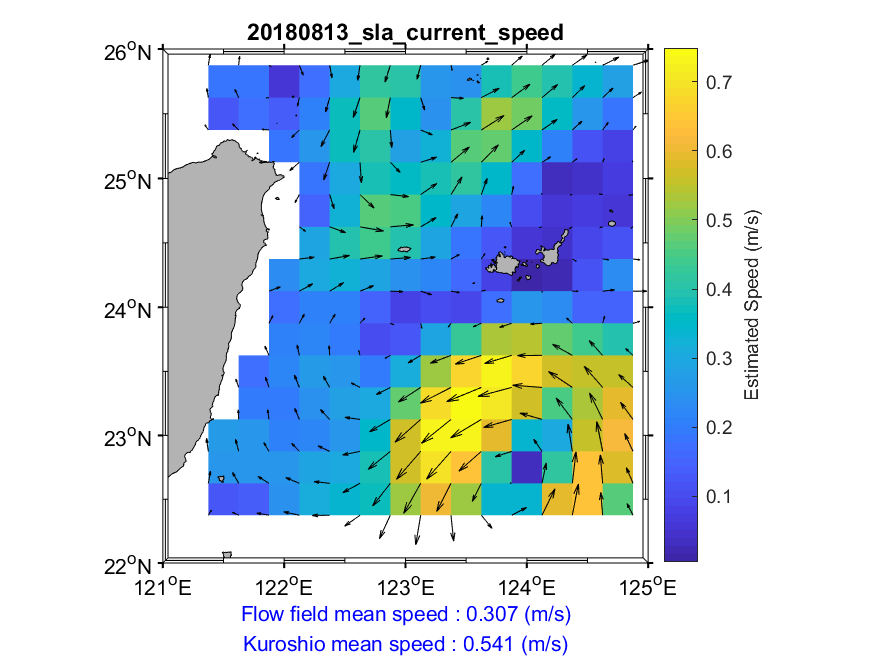 20180813_sla_current_speed
26°N
25°N
24°N
23°N
22°N
121°E
122°E
123°E
124°E
125°E
0.7
0.6
0.5
0.4
0.3
0.2
0.1
Estimated Speed (m/s)
Flow field mean speed : 0.307 (m/s)
Kuroshio mean speed : 0.541 (m/s)